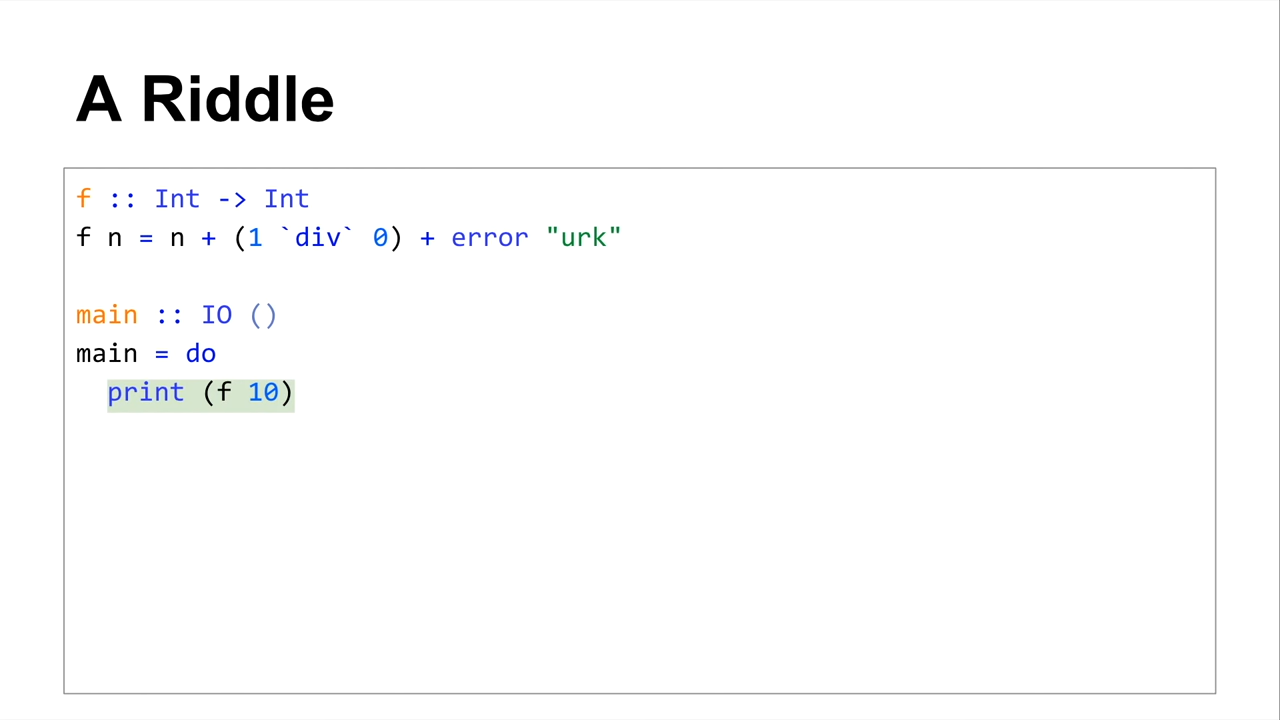 A Riddle
f :: Int -> Int
f n = n + (1 `div` 0) + error "urk"
main :: IO ()
main = do
  print (f 10)